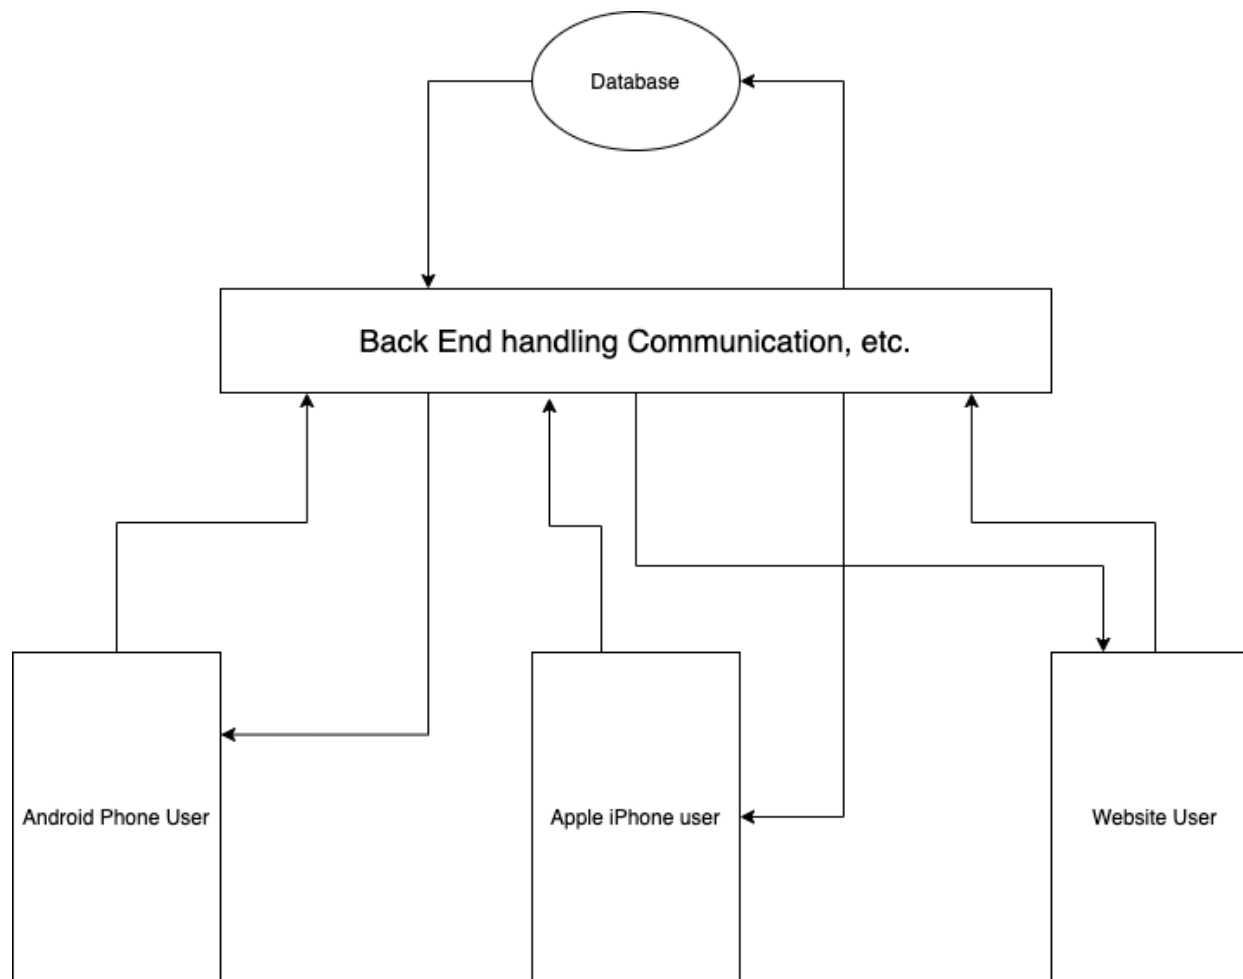 Database
Back End handling Communication, etc.
Android Phone User
Apple iPhone user
Website User